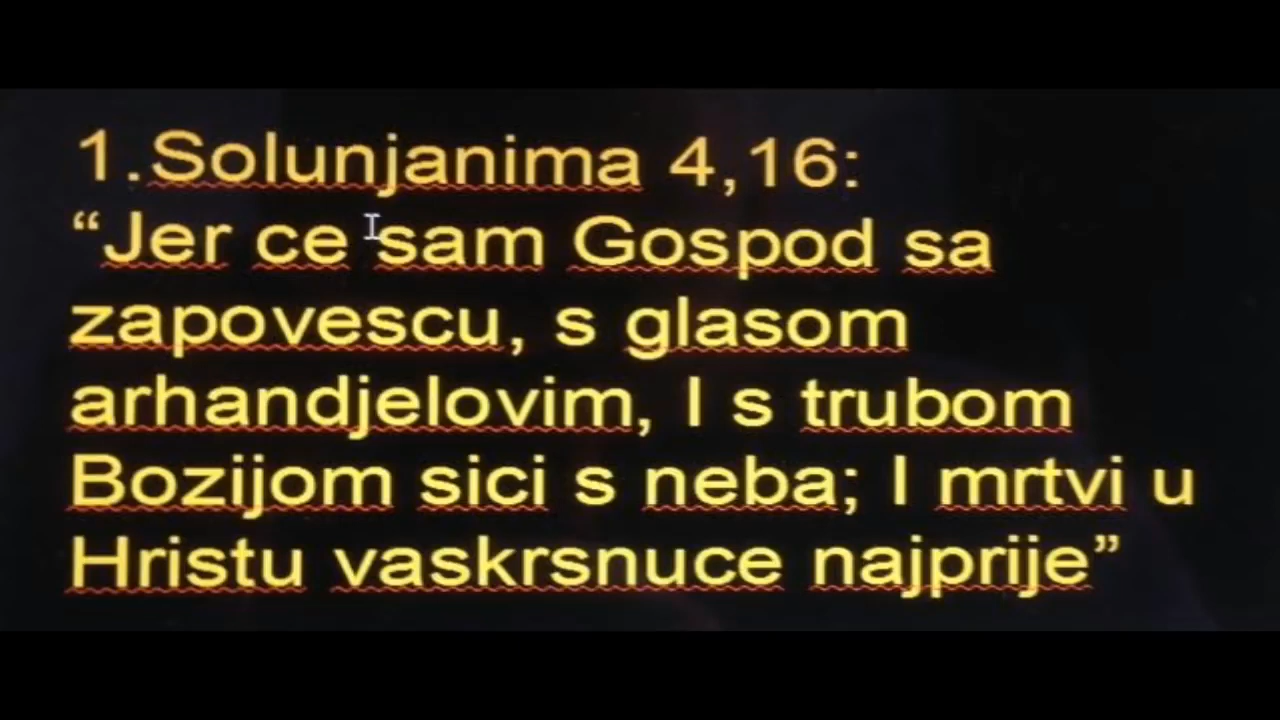 1.Solunjanima 4,16:
“Jer ce sam Gospod sa
zapovescu, s glasom
arhandjelovim, I s trubom
Bozijom sici s neba; I mrtvi u
Hristu vaskrsnuce najprije”